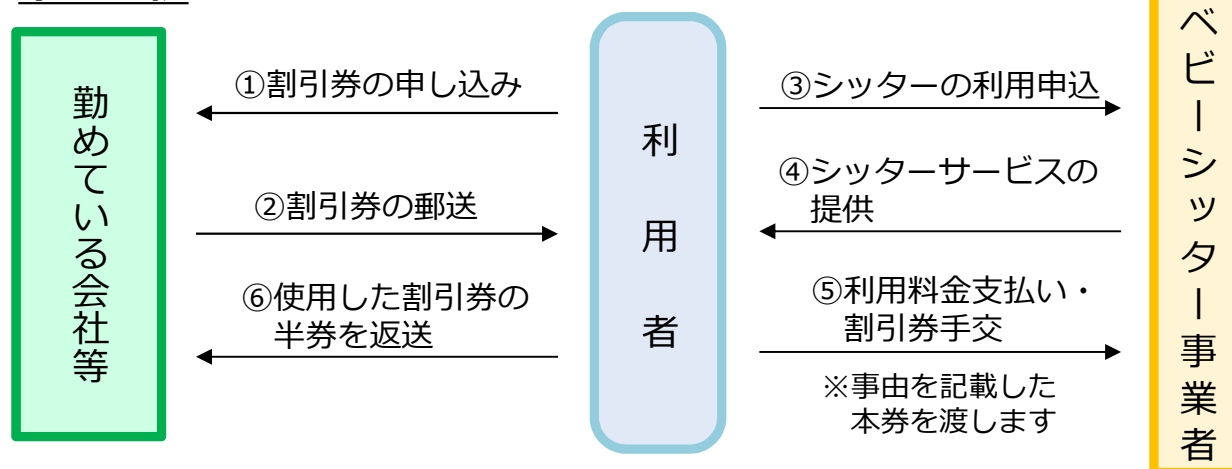 勤めている会社等
①割引券の申し込み
②割引券の郵送
⑥使用した割引券の
半券を返送
利用者
③シッターの利用申込
④シッターサービスの
提供
⑤利用料金支払い・
割引券手交
※事由を記載した
本券を渡します
ベビーシッター事業者